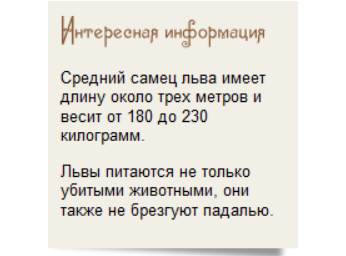 Интересная информация
Средний самец льва имеет
длину около трех метров и
весит от 180 до 230
килограмм.
Львы питаются не только
убитыми животными, они
также не брезгуют падалью.